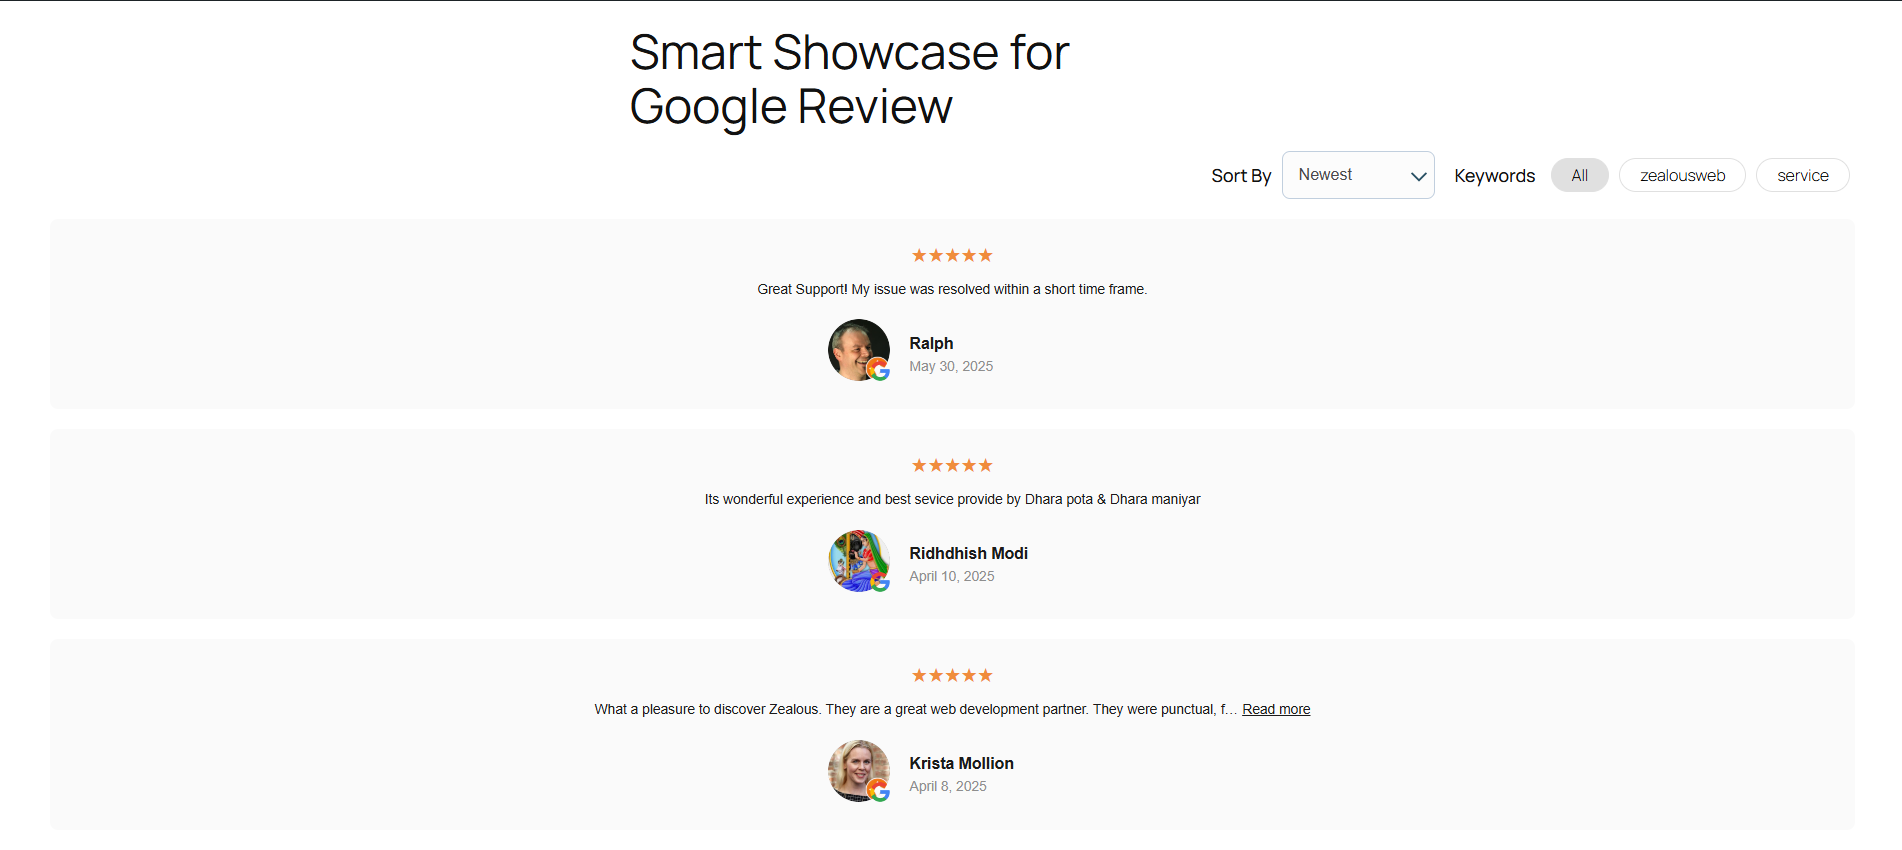 Smart Showcase for
Google Review
Sort By Newest Keywords All zealousweb service
★★★★★
Great Support! My issue was resolved within a short time frame.
Ralph
May 30, 2025
★★★★★
Its wonderful experience and best sevice provide by Dhara pota & Dhara maniyar
Ridhdhish Modi
April 10, 2025
★★★★★
What a pleasure to discover Zealous. They are a great web development partner. They were punctual, f... Read more
Krista Mollion
April 8, 2025